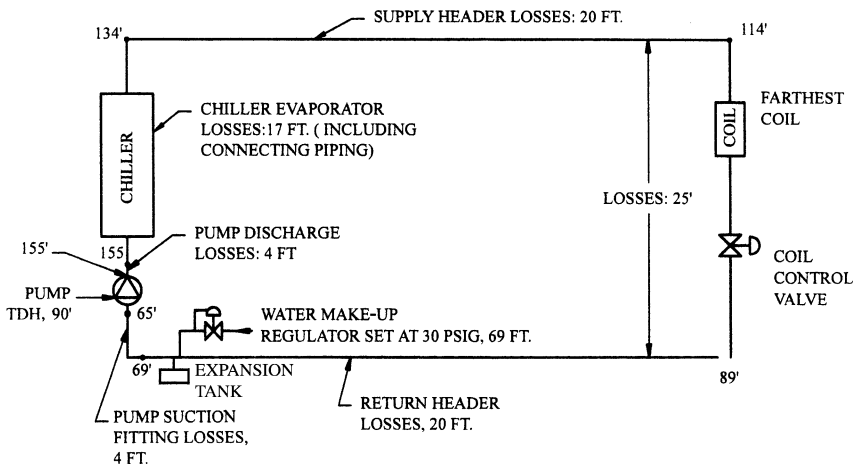 SUPPLY HEADER LOSSES: 20 FT.
134'
114'
CHILLER EVAPORATOR
LOSSES:17 FT. ( INCLUDING
CONNECTING PIPING)
CHILLER
FARTHEST
COIL
COIL
LOSSES: 25'
PUMP DISCHARGE
LOSSES: 4 FT
155'
155
COIL
CONTROL
VALVE
PUMP
TDH, 90'
65'
WATER MAKE-UP
REGULATOR SET AT 30 PSIG, 69 FT.
69'
EXPANSION
TANK
89'
PUMP SUCTION
FITTING LOSSES,
4 FT.
RETURN HEADER
LOSSES, 20 FT.